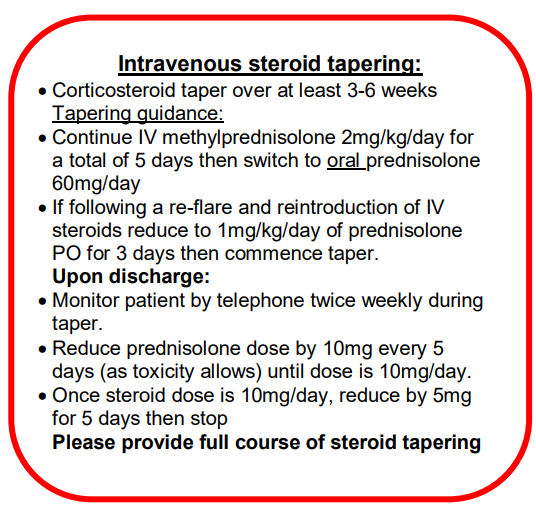 Intravenous steroid tapering:
• Corticosteroid taper over at least 3-6 weeks
Tapering guidance:
• Continue IV methylprednisolone 2mg/kg/day for
a total of 5 days then switch to oral prednisolone
60mg/day
• If following a re-flare and reintroduction of IV
steroids reduce to 1mg/kg/day of prednisolone
PO for 3 days then commence taper.
Upon discharge:
• Monitor patient by telephone twice weekly during
taper.
• Reduce prednisolone dose by 10mg every 5
days (as toxicity allows) until dose is 10mg/day.
• Once steroid dose is 10mg/day, reduce by 5mg
for 5 days then stop
Please provide full course of steroid tapering